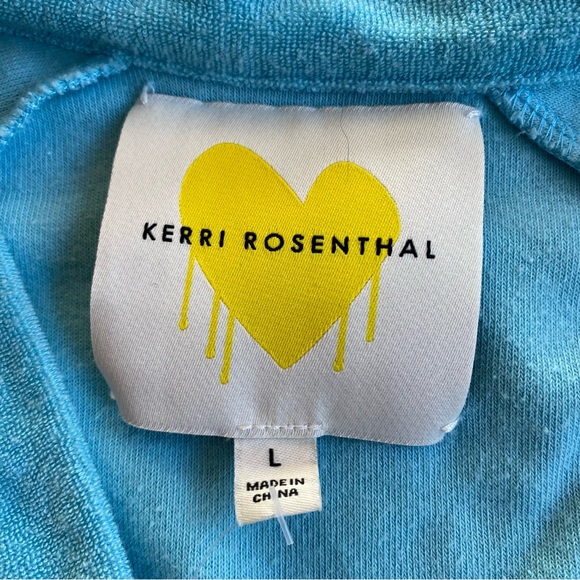 KERRI ROSENTHAL
L
MADE IN
CHINA